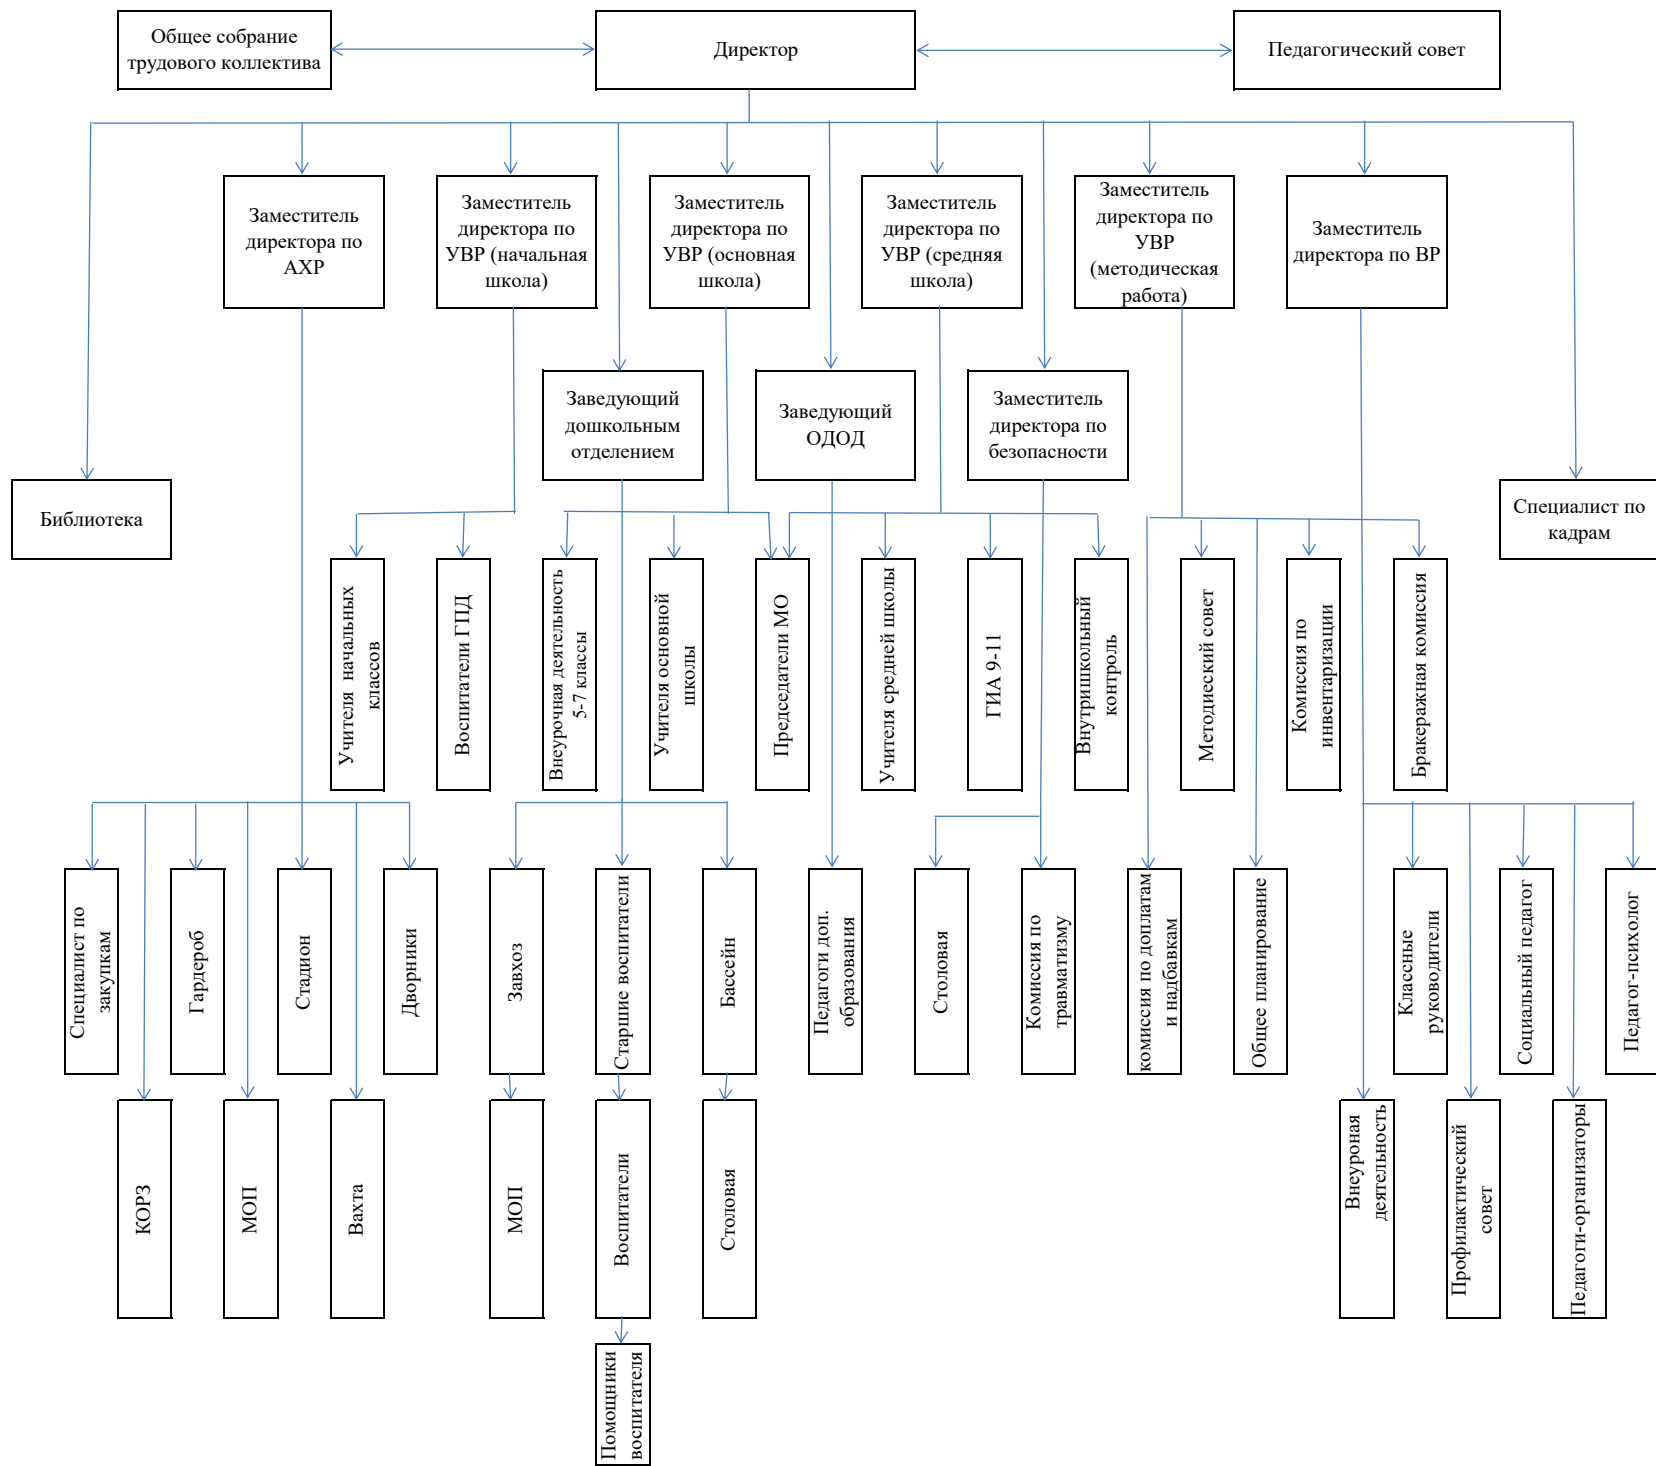 Общее собрание
трудового коллектива
Директор
Педагогический совет
Заместитель
директора по
АХР
Заместитель
директора по
УВР (начальная
школа)
Заместитель
директора по
УВР (основная
школа)
Заместитель
директора по
УВР (средняя
школа)
Заместитель
директора по
УВР
(методическая
работа)
Заместитель
директора по ВР
Заведующий
дошкольным
отделением
Заведующий
ОДОД
Заместитель
директора по
безопасности
Библиотека
Специалист по
кадрам
Учителя начальных
классов
Воспитатели ГПД
Внеурочная деятельность
5-7 классы
Учителя основной
школы
Председатели МО
Учителя средней школы
ГИА 9-11
Внутришкольный
контроль
Методиеский совет
Комиссия по
инвентаризации
Бракеражная комиссия
Специалист по
закупкам
Гардероб
Стадион
Дворники
Завхоз
Старшие воспитатели
Бассейн
Педагоги доп.
образования
Столовая
Комиссия по
травматизму
комиссия по доплатам
и надбавкам
Общее планирование
Классные
руководители
Социальный педагог
Педагог-психолог
КОРЗ
МОП
Вахта
МОП
Воспитатели
Столовая
Внеуроная
деятельность
Профилактический
совет
Педагоги-организаторы
Помощники
воспитателя